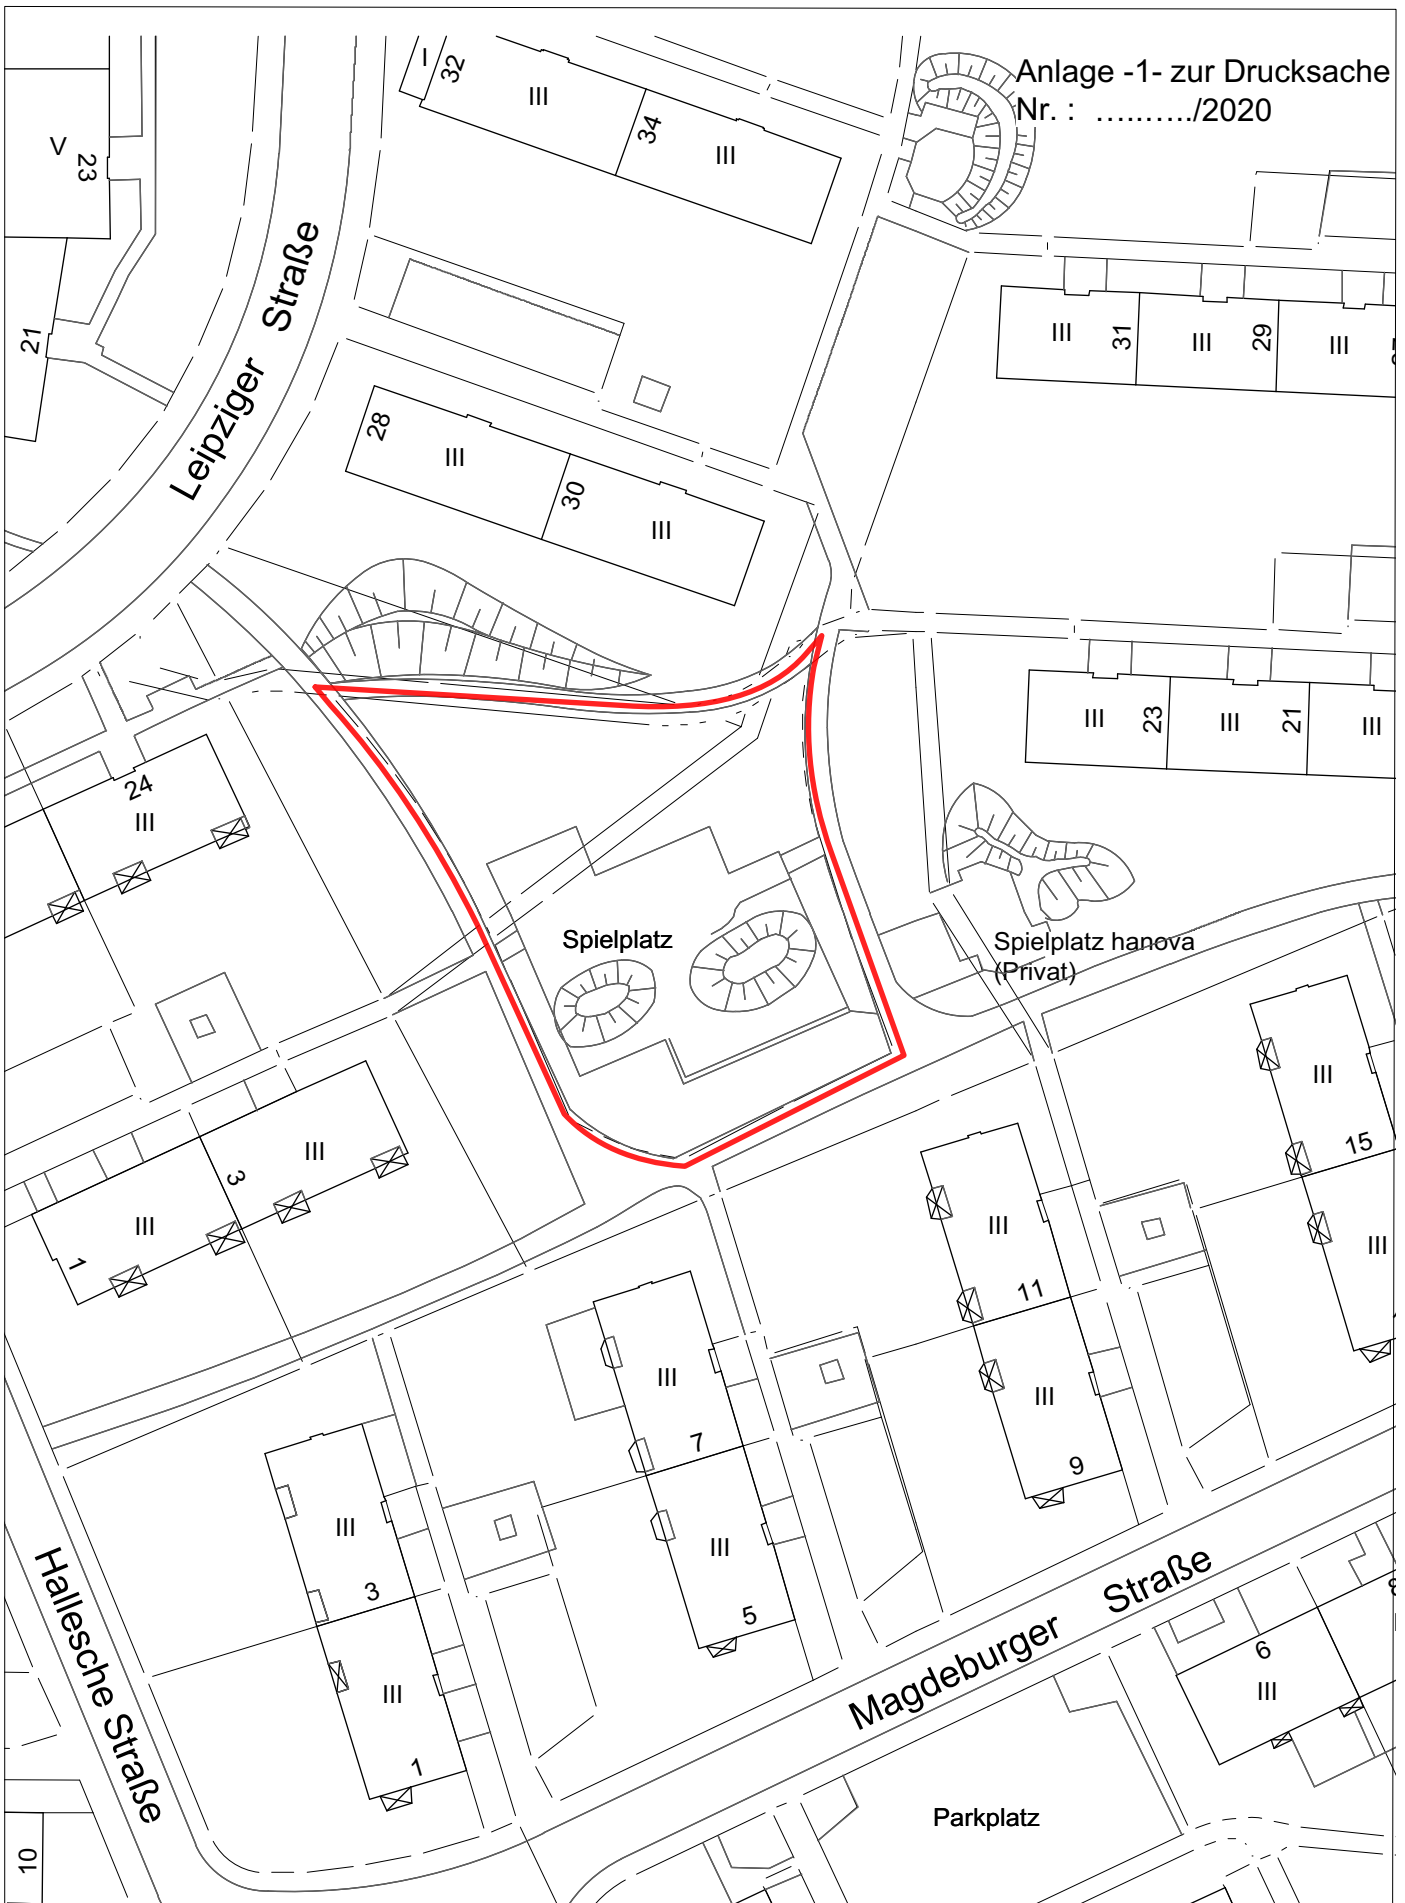 Anlage -1- zur Drucksache
Nr. : ………../2020
I
32
III
34
III
V
23
21
Leipziger Straße
III
31
III
29
III
28
III
30
III
III
23
III
21
III
24
III
Spielplatz
Spielplatz hanova
(Privat)
III
3
III
1
III
15
III
III
11
III
9
III
7
III
5
III
3
III
1
Hallesche Straße
Magdeburger Straße
6
III
Parkplatz
10